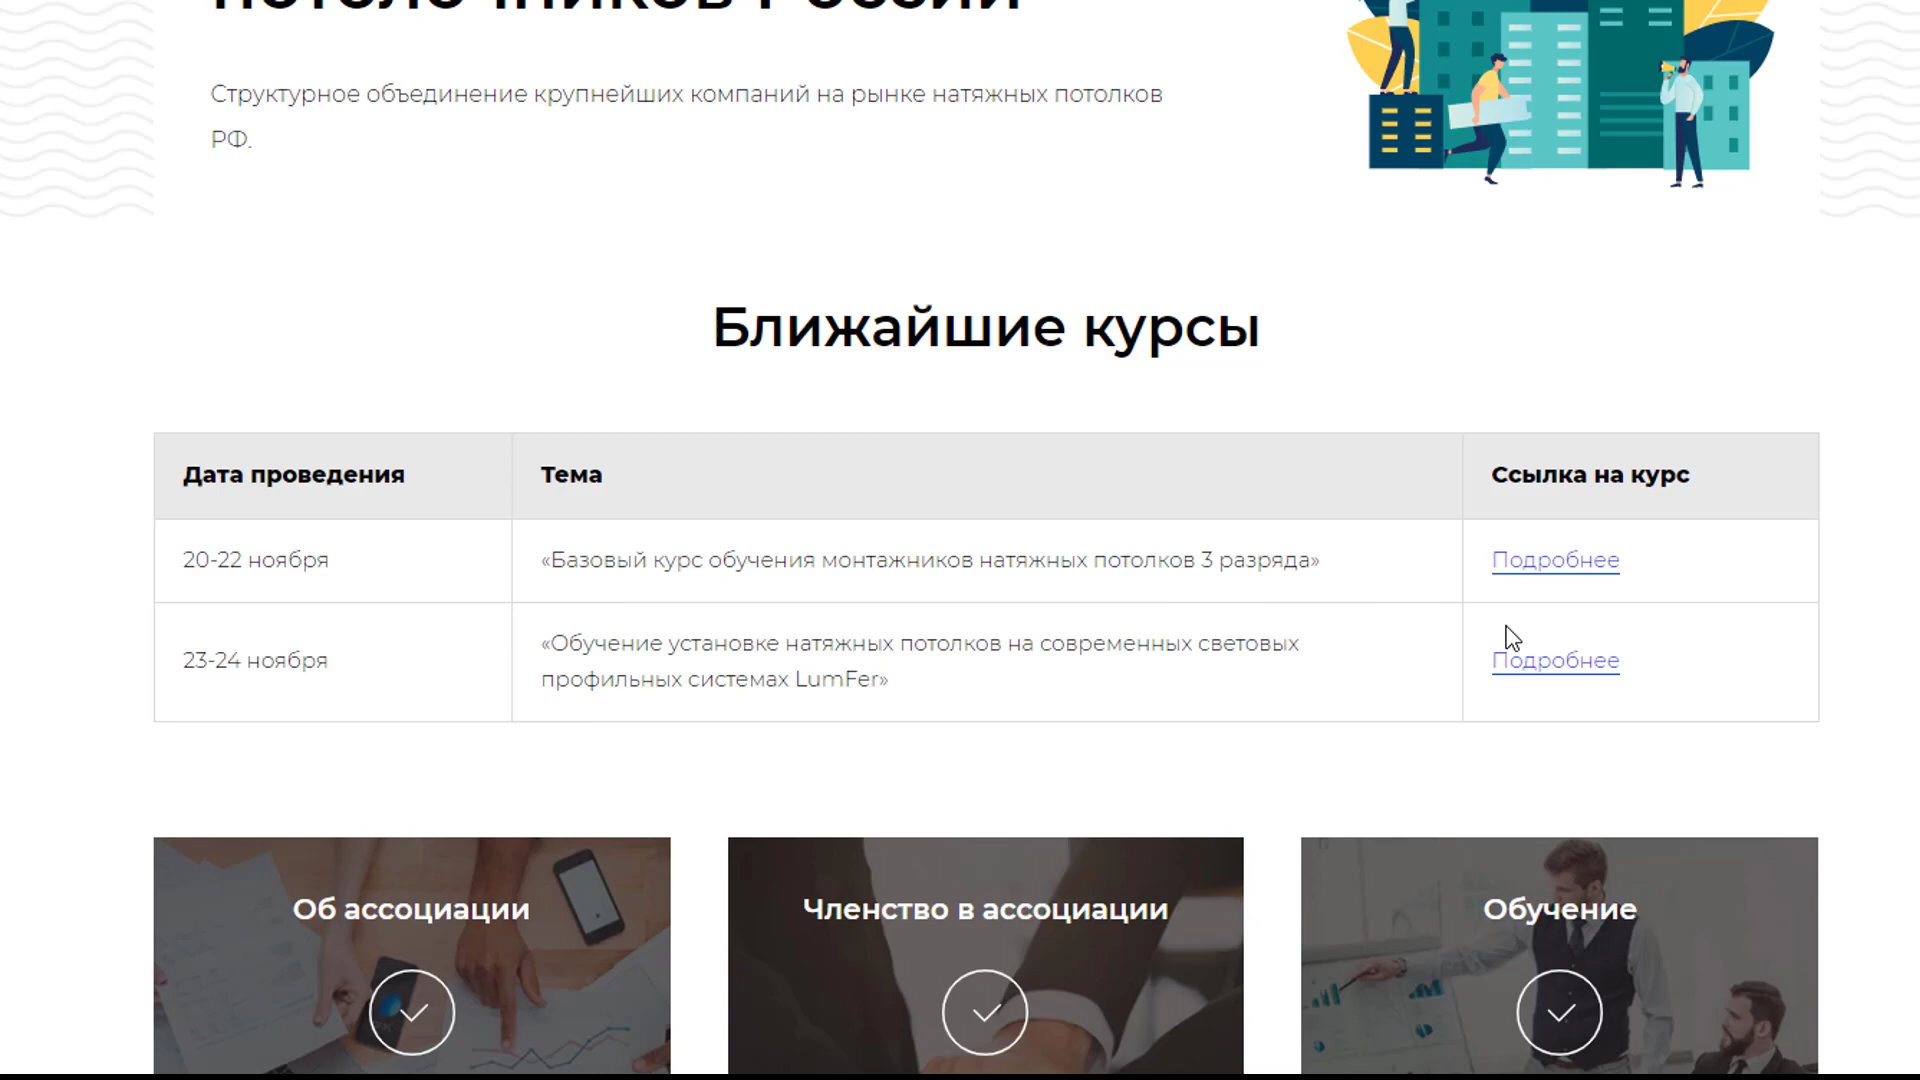 потолочников России
Структурное объединение крупнейших компаний на рынке натяжных потолков
РФ.
Ближайшие курсы
Дата проведения
Тема
Ссылка на курс
20-22 ноября
«Базовый курс обучения монтажников натяжных потолков 3 разряда»
Подробнее
23-24 ноября
«Обучение установке натяжных потолков на современных световых
профильных системах LumFer»
Подробнее
Об ассоциации
Членство в ассоциации
Обучение